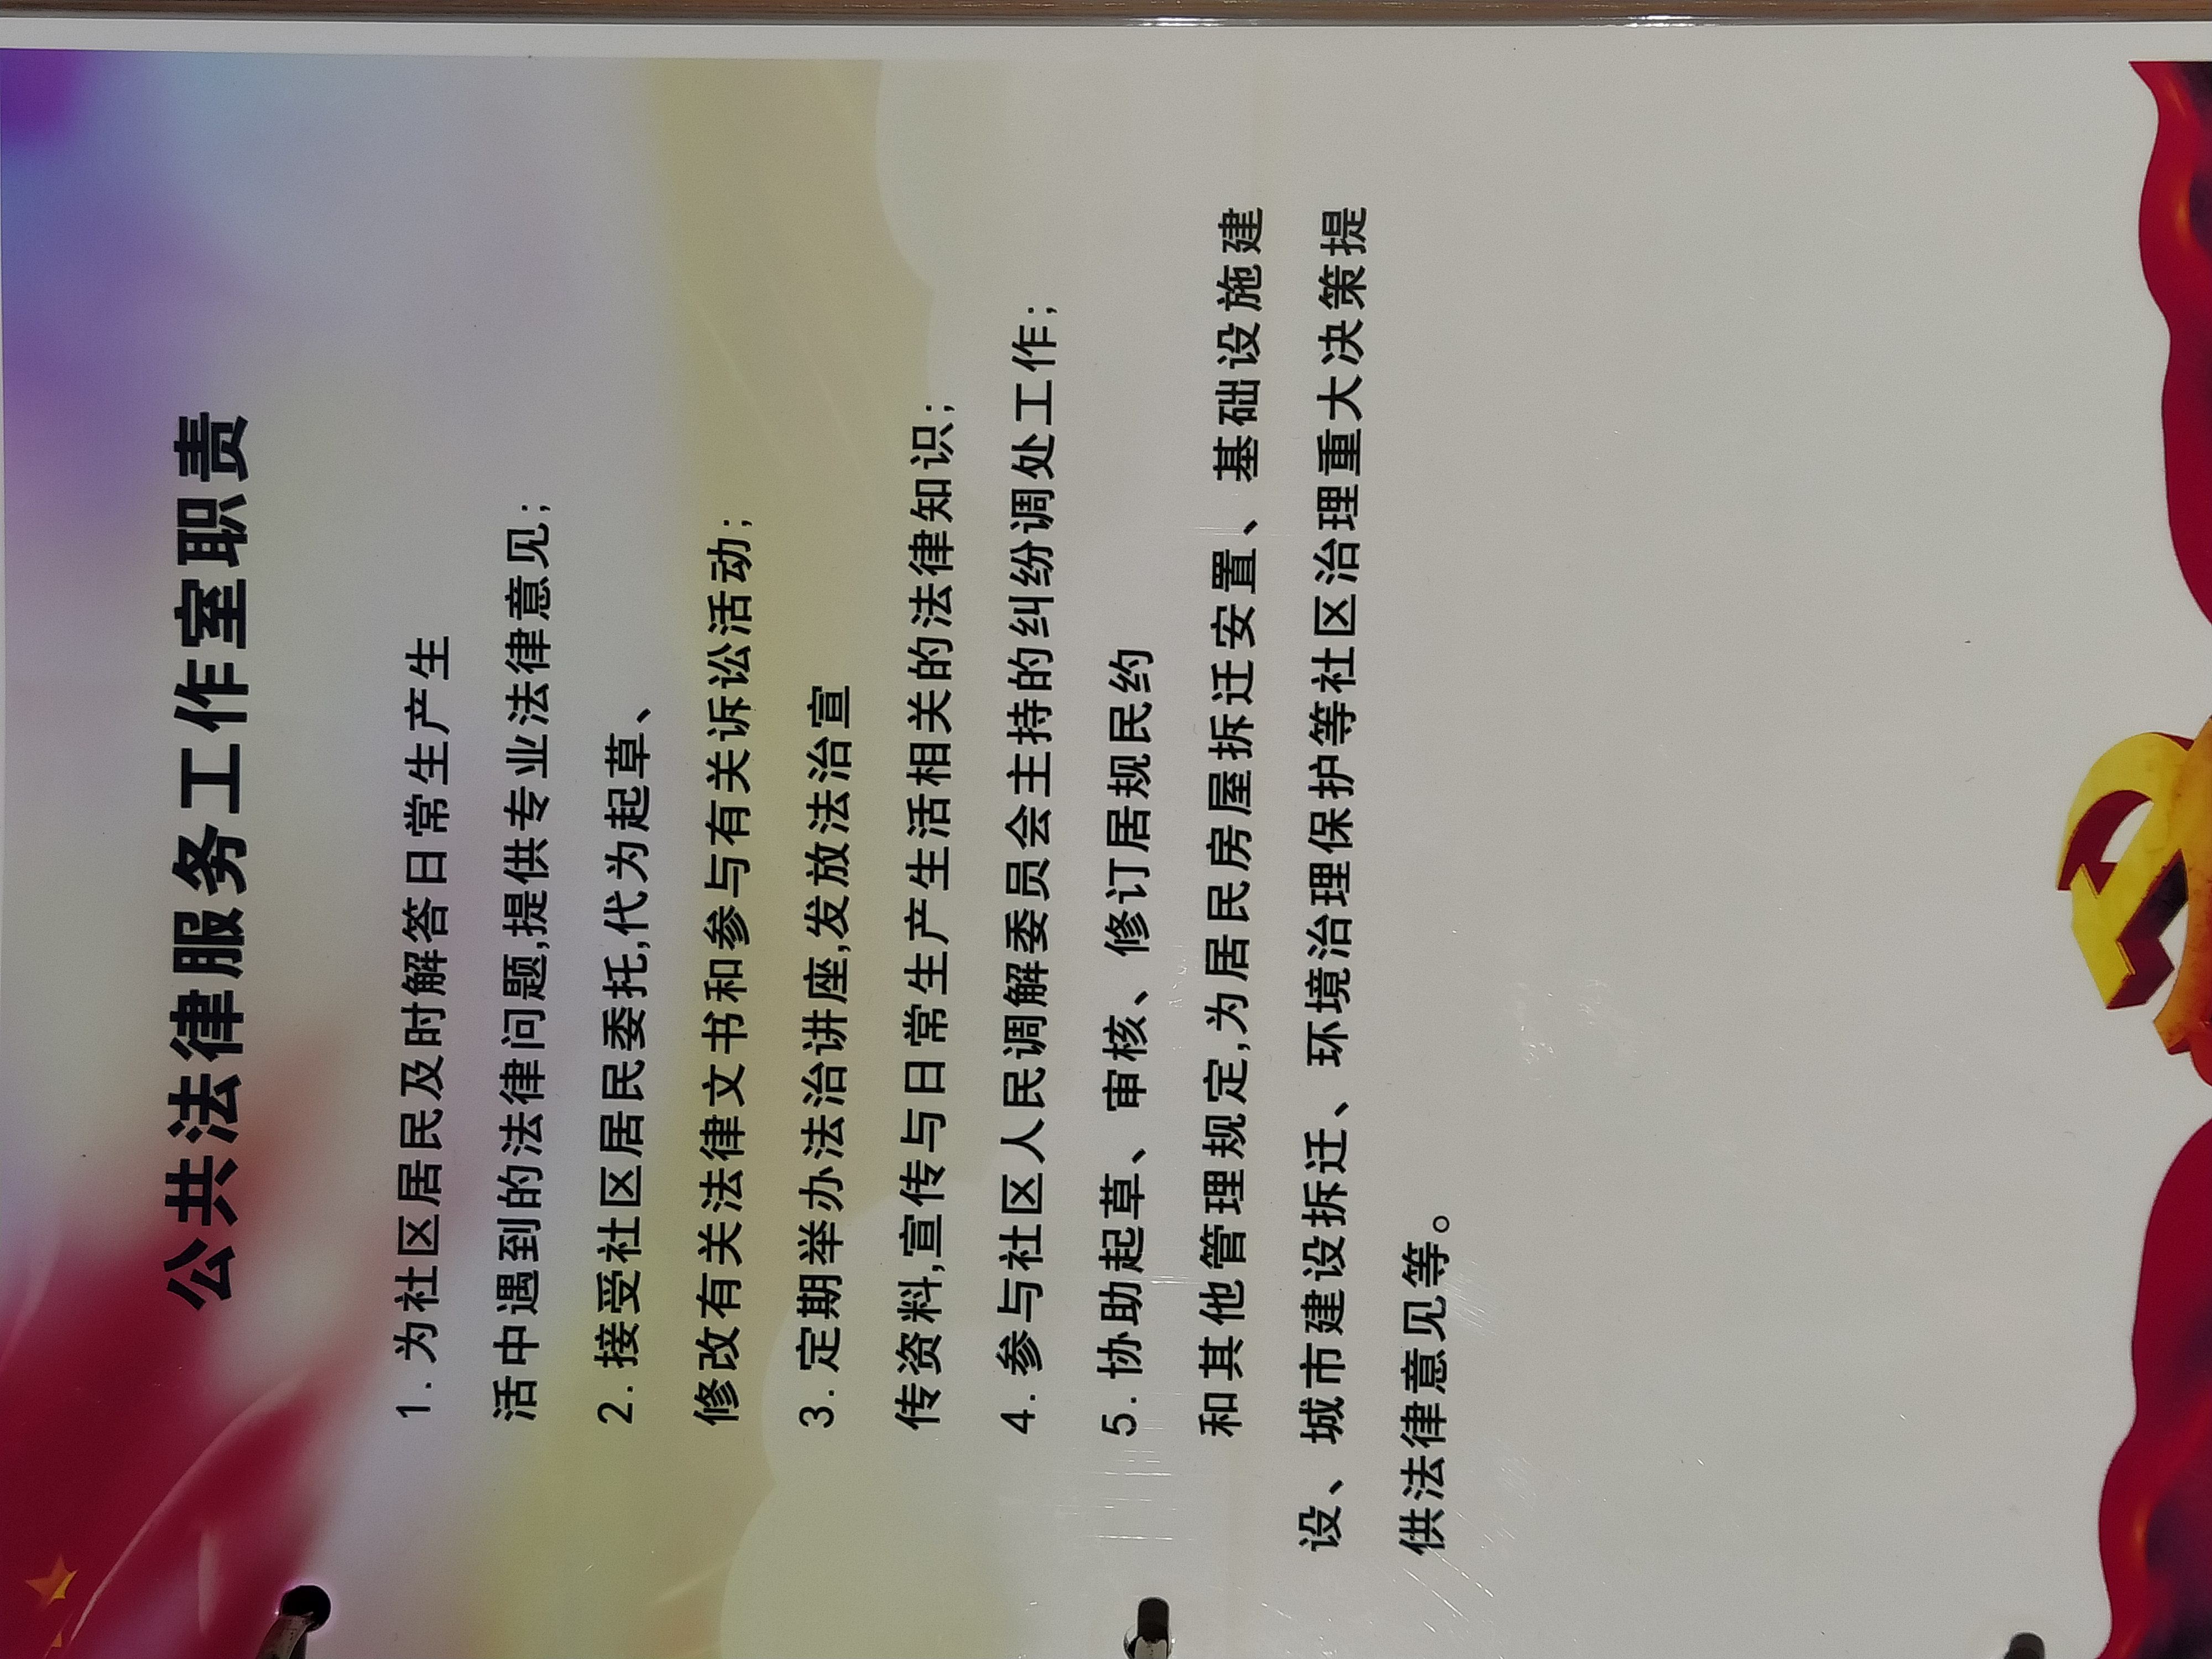 公共法律服务工作室职责
1.为社区居民及时解答日常生产生
活中遇到的法律问题,提供专业法律意见；
2.接受社区居民委托,代为起草、
修改有关法律文书和参与有关诉讼活动；
3.定期举办法治讲座,发放法治宣
传资料,宣传与日常生产生活相关的法律知识；
4.参与社区人民调解委员会主持的纠纷调处工作；
5.协助起草、审核、修订居规民约
和其他管理规定,为居民房屋拆迁安置、基础设施建
设、城市建设拆迁、环境治理保护等社区治理重大决策提
供法律意见等。